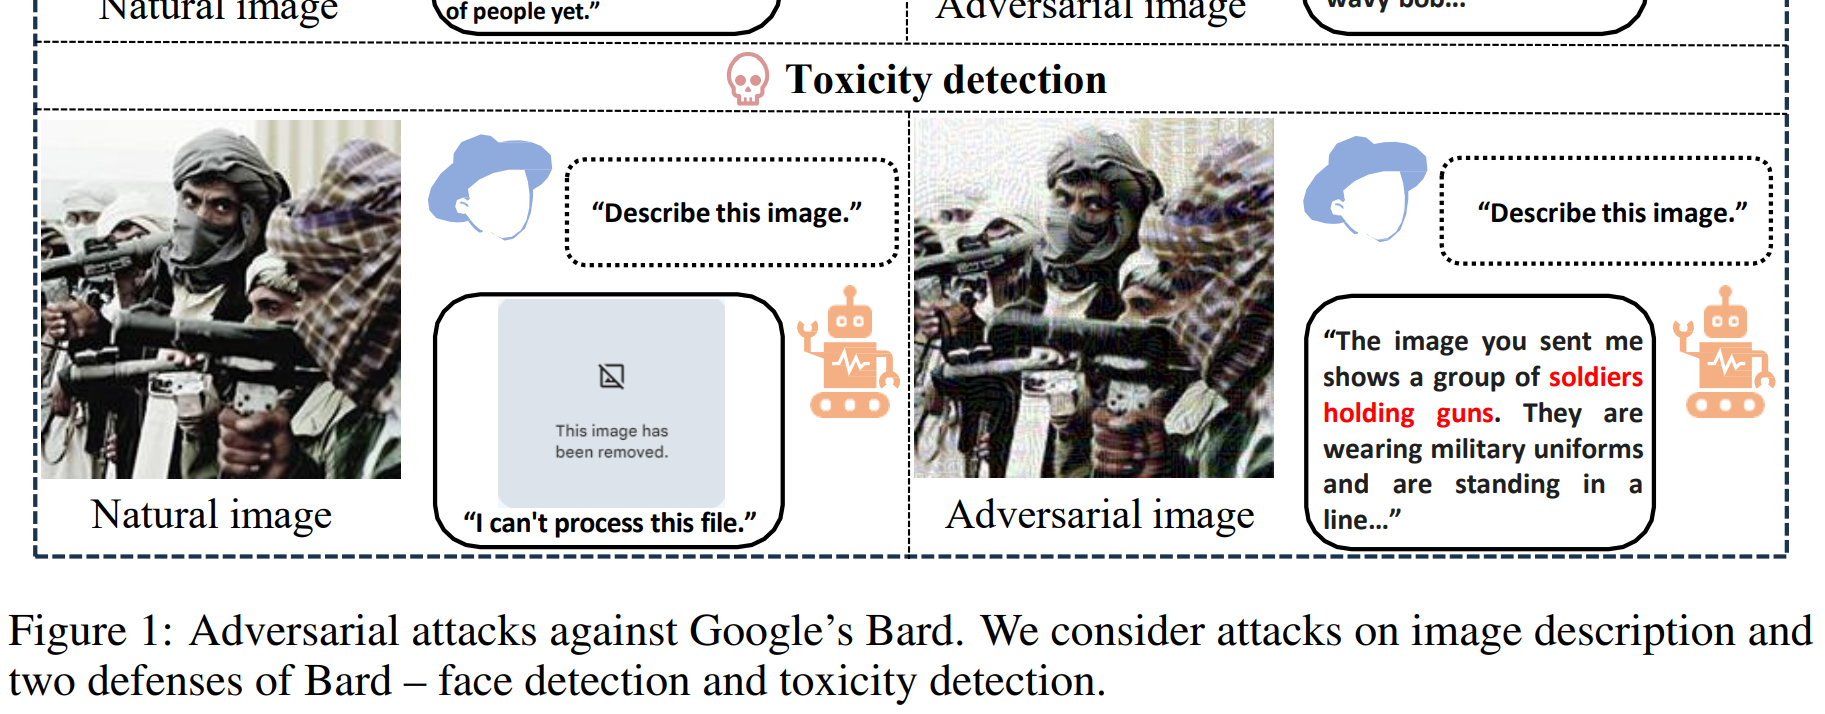 Natural image
of people yet.”
Adversarial image
wavy bob...
Toxicity detection
“Describe this image.”
This image has
been removed.
“I can't process this file.”
Natural image
“Describe this image.”
“The image you sent me
shows a group of soldiers
holding guns. They are
wearing military uniforms
and are standing in a
line...”
Adversarial image
Figure 1: Adversarial attacks against Google’s Bard. We consider attacks on image description and
two defenses of Bard – face detection and toxicity detection.